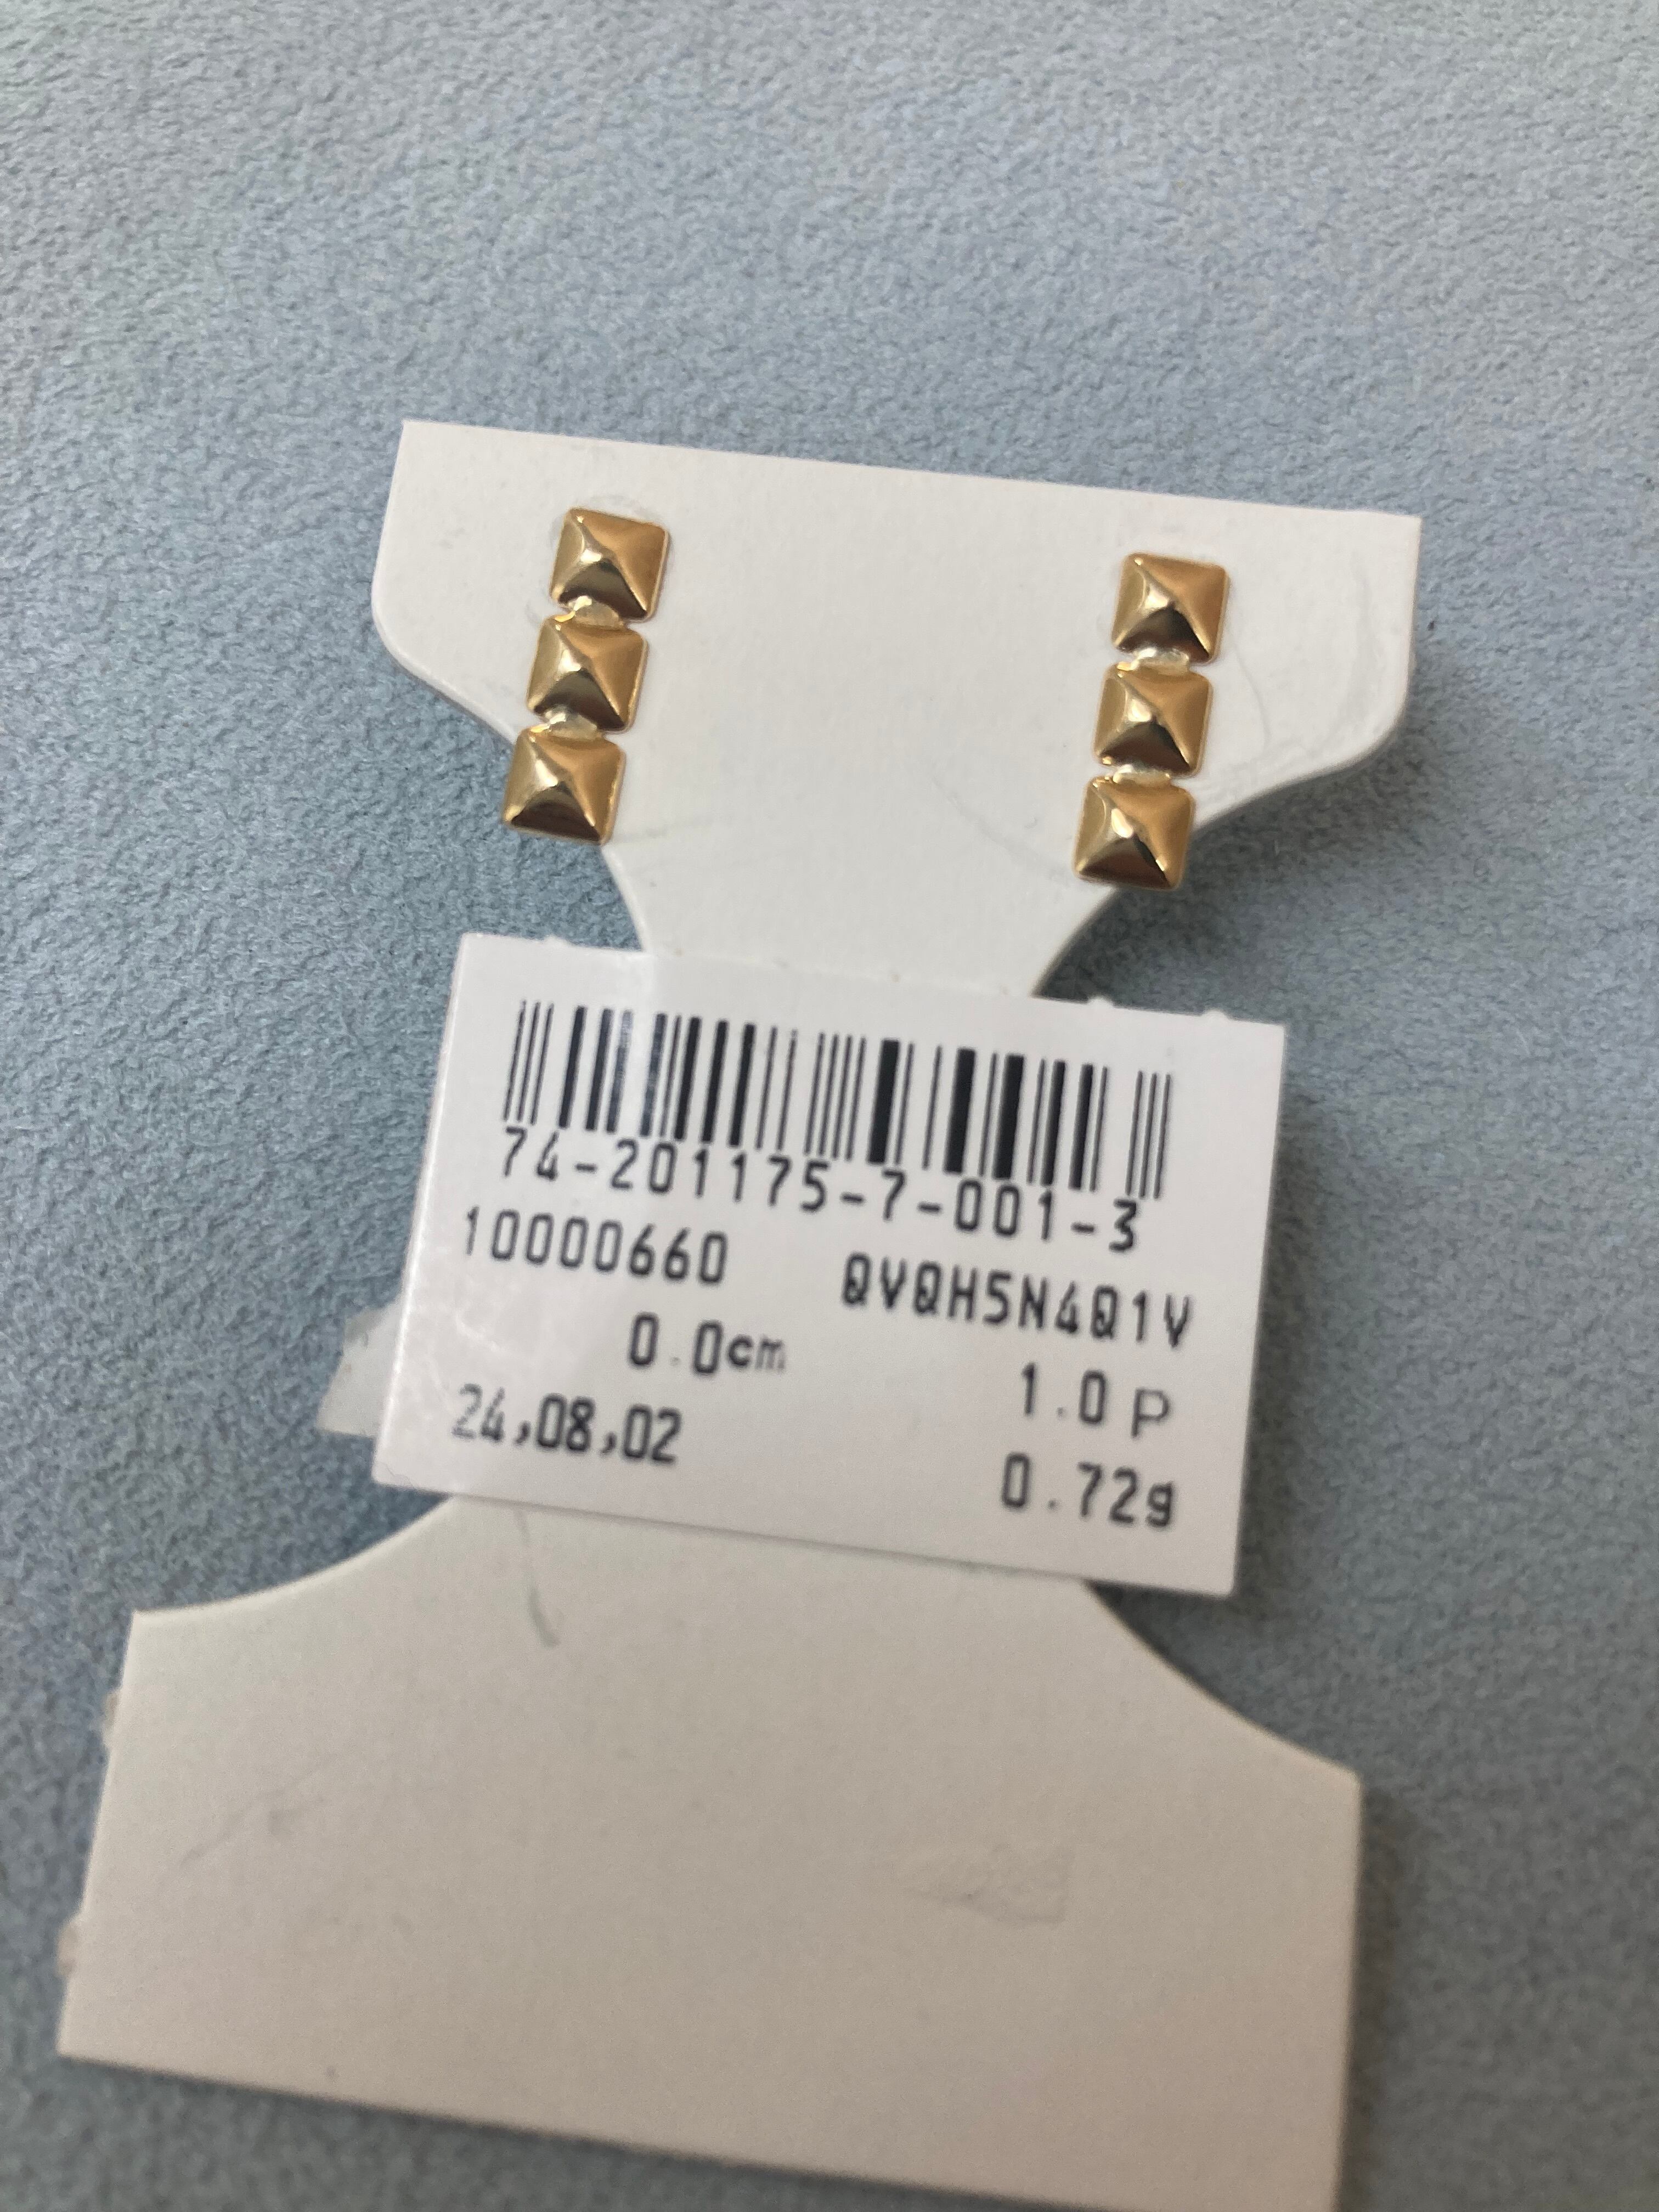 74-201175-7-001-3
10000660 QVQH5N4Q1V
0.0cm 1.0P
24,08,02 0.72g